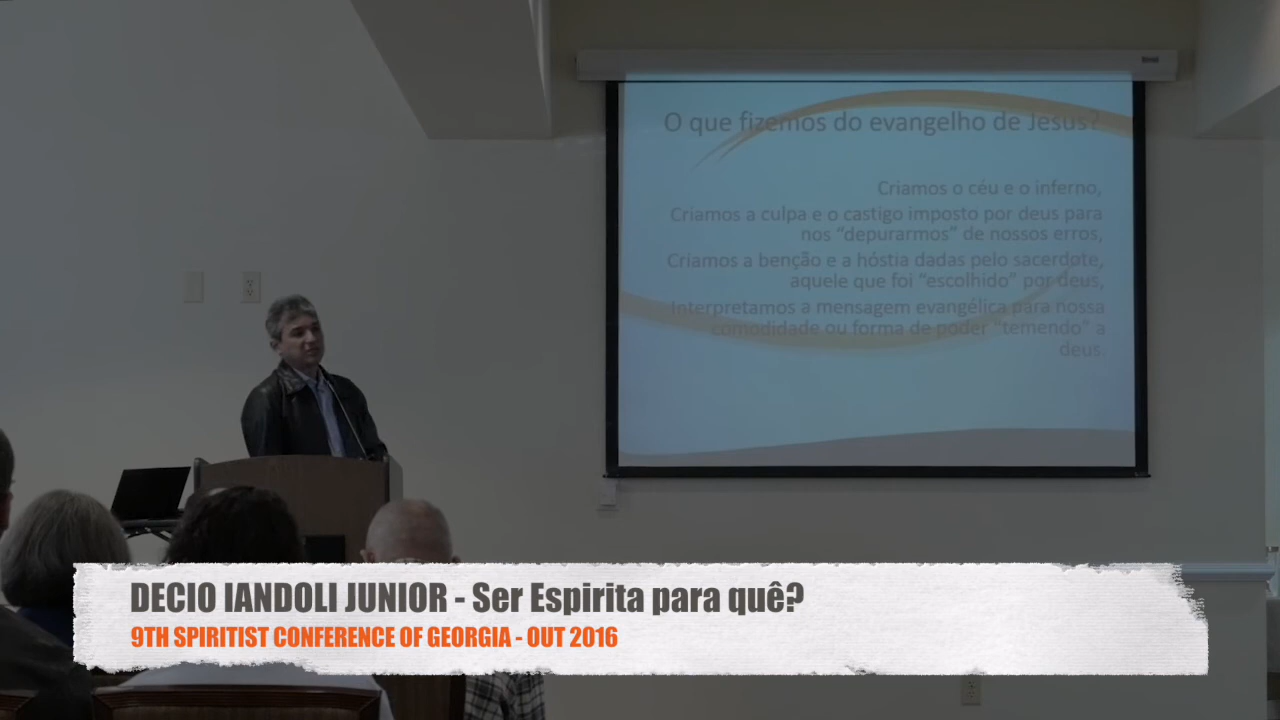 O que fizemos do evangelho de Jesus?
Criamos o céu e o inferno,
Criamos a culpa e o castigo imposto por deus para
nos “depurarmos” de nossos erros,
Criamos a benção e a hóstia dadas pelo sacerdote,
aquele que foi “escolhido” por deus,
Interpretamos a mensagem evangélica para nossa
comodidade ou forma de poder “temendo” a
deus.
DECIO IANDOLI JUNIOR - Ser Espirita para quê?
9TH SPIRITIST CONFERENCE OF GEORGIA - OUT 2016